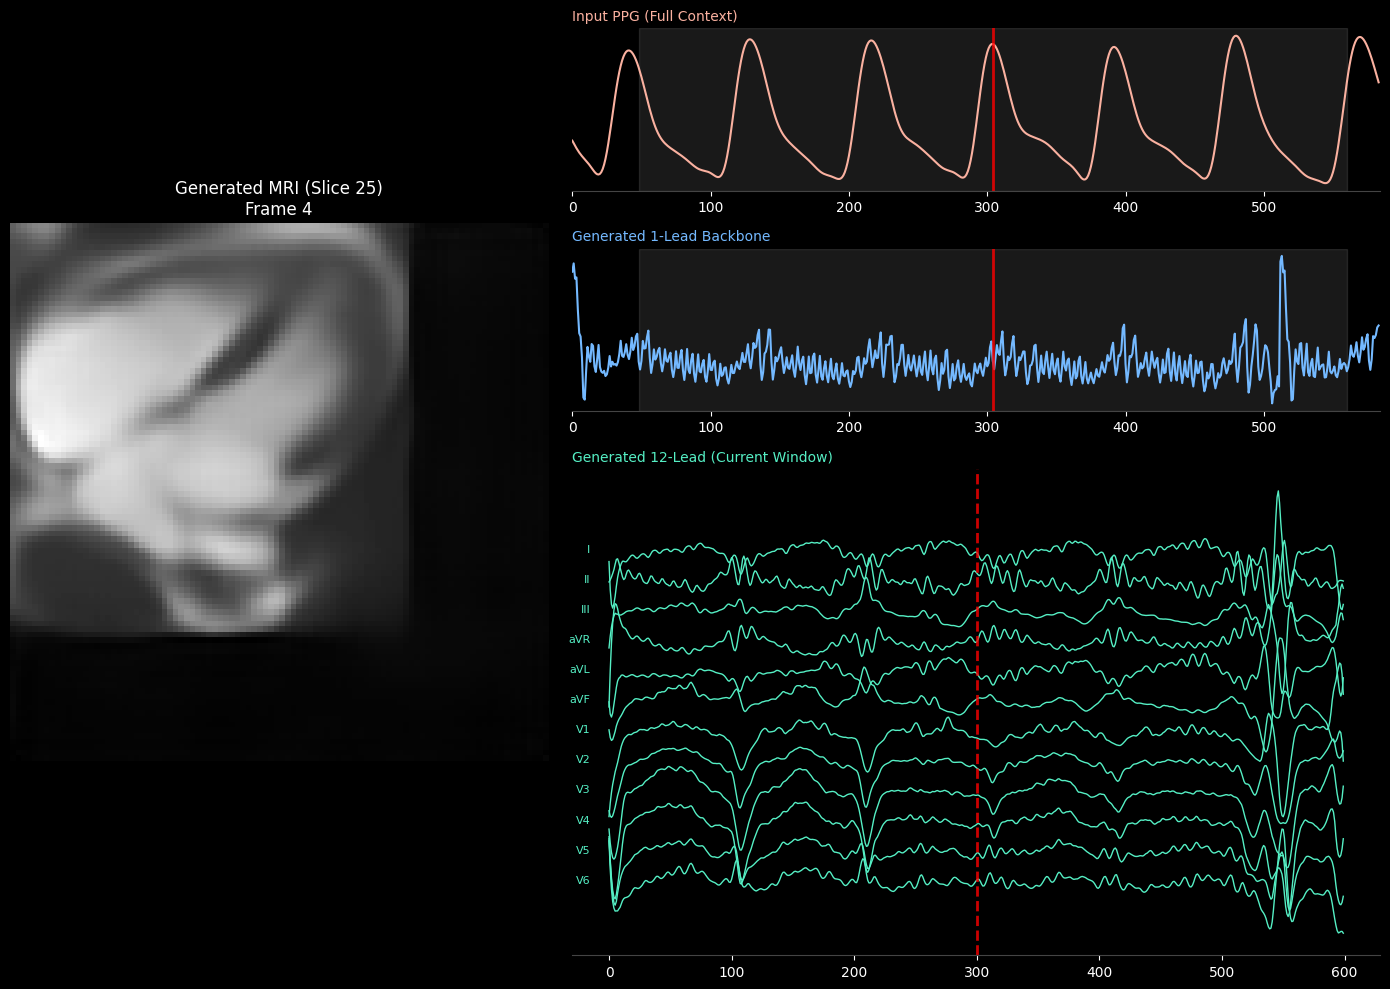 Generated MRI (Slice 25)
Frame 4
Input PPG (Full Context)
0 100 200 300 400 500
Generated 1-Lead Backbone
0 100 200 300 400 500
Generated 12-Lead (Current Window)
I
II
III
aVR
aVL
aVF
V1
V2
V3
V4
V5
V6
0 100 200 300 400 500 600